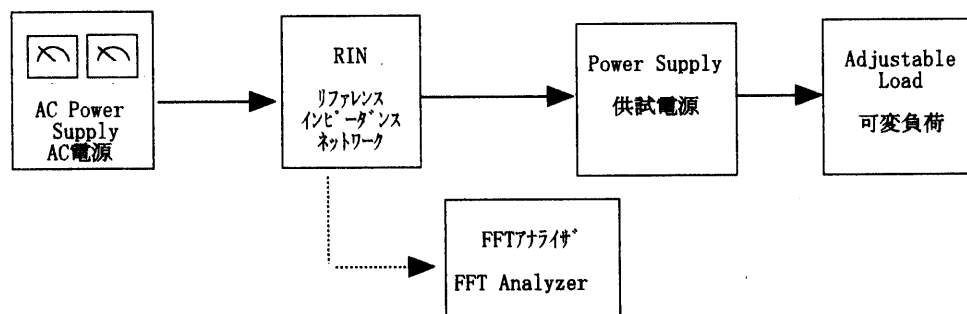 AC Power
Supply
AC電源
RIN
リファレンス
インピーダンス
ネットワーク
Power Supply
供試電源
Adjustable
Load
可変負荷
FFTアナライザ
FFT Analyzer